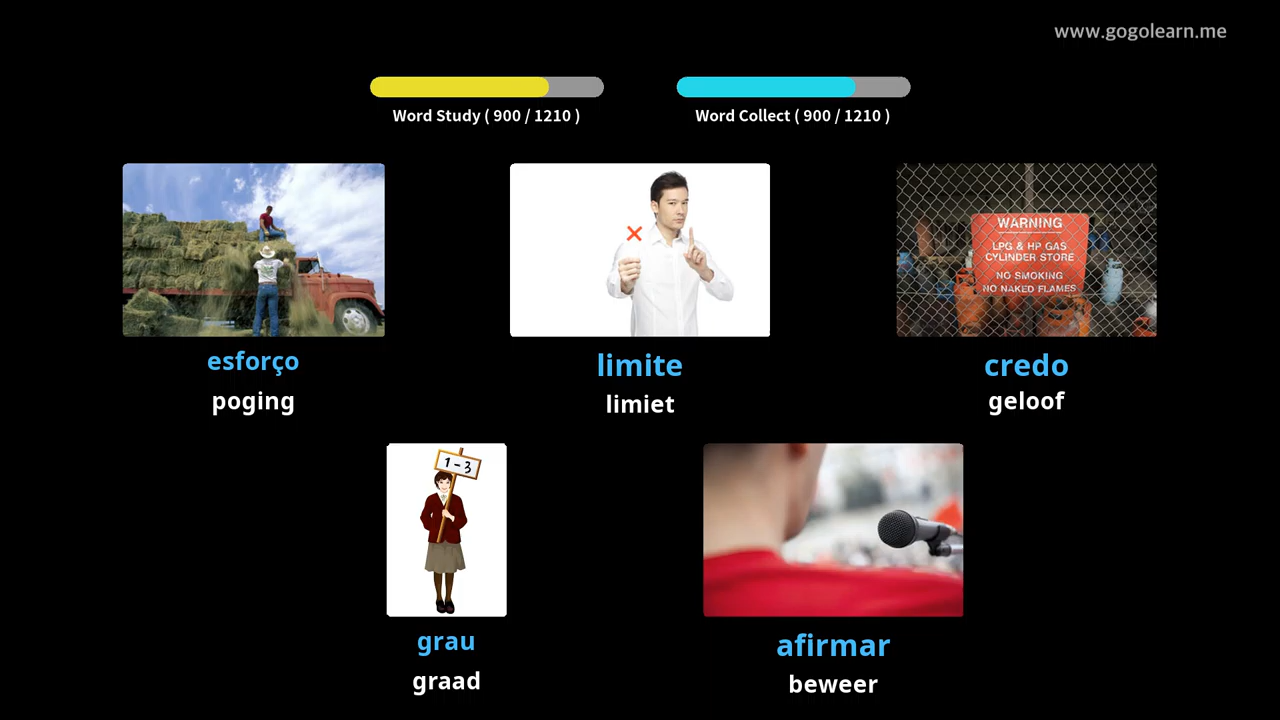 www.gogolearn.me
Word Study ( 900 / 1210 )
Word Collect ( 900 / 1210 )
WARNING
LPG & HP GAS
CYLINDER STORE
NO SMOKING
NO NAKED FLAMES
esforço
poging
limite
limiet
credo
geloof
1-3
grau
graad
afirmar
beweer